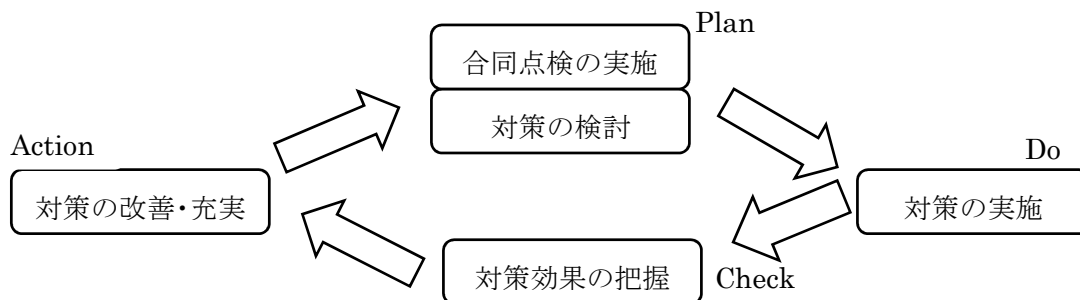 Plan
合同点検の実施
対策の検討
Action
Do
対策の改善・充実
対策の実施
対策効果の把握
Check